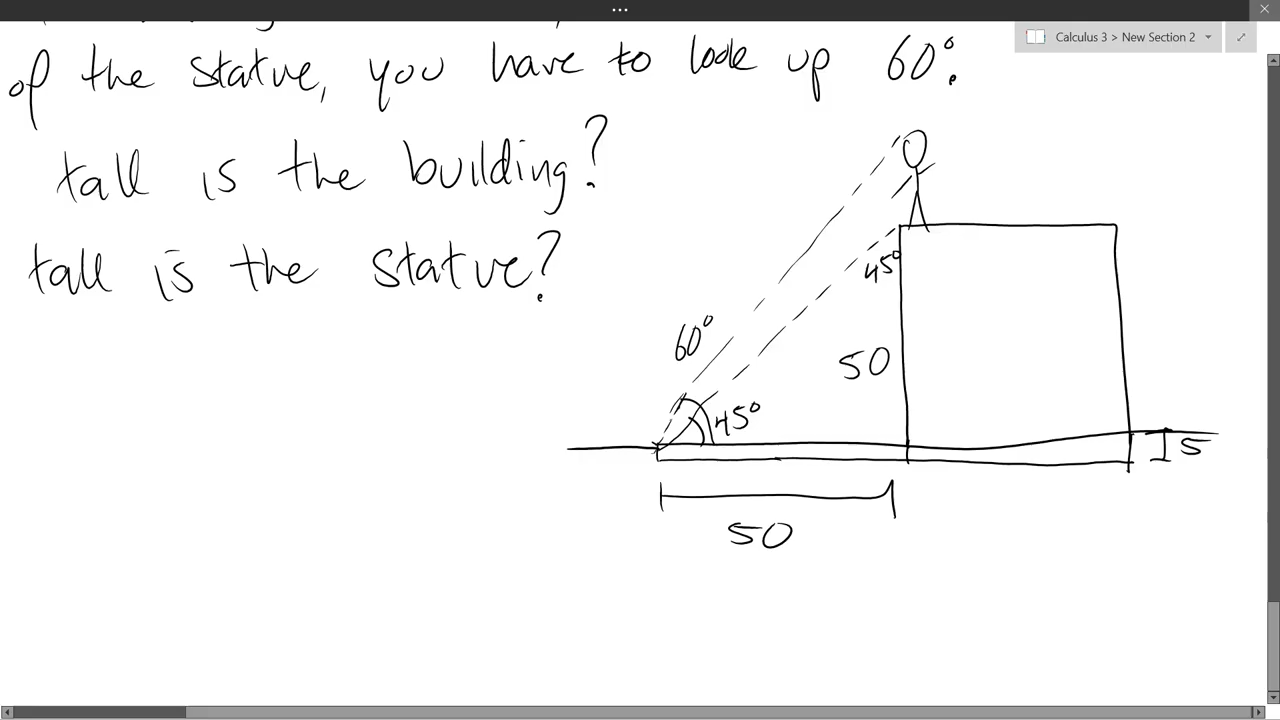 Calculus 3 > New Section 2
of the statue, you have to look up 60°.
tall is the building?
tall is the statue?
45°
60°
50
45°
5
50